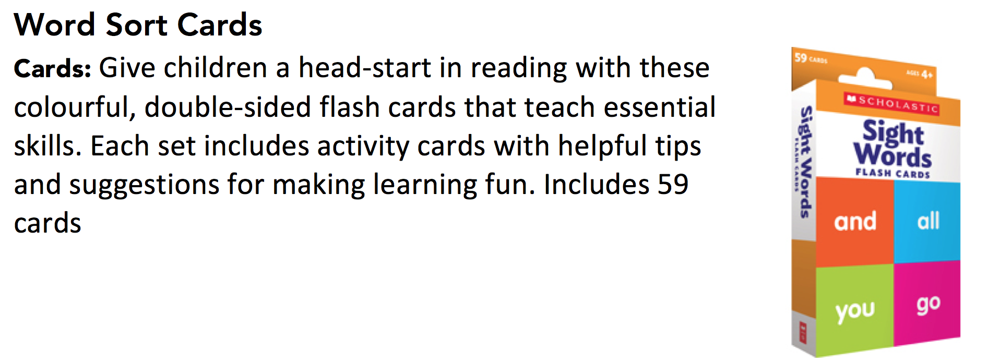 Word Sort Cards
Cards: Give children a head-start in reading with these
colourful, double-sided flash cards that teach essential
skills. Each set includes activity cards with helpful tips
and suggestions for making learning fun. Includes 59
cards
59 CARDS
AGES 4+
SCHOLASTIC
Sight
Words
FLASH CARDS
and all
you go
Sight Words
FLASH CARDS